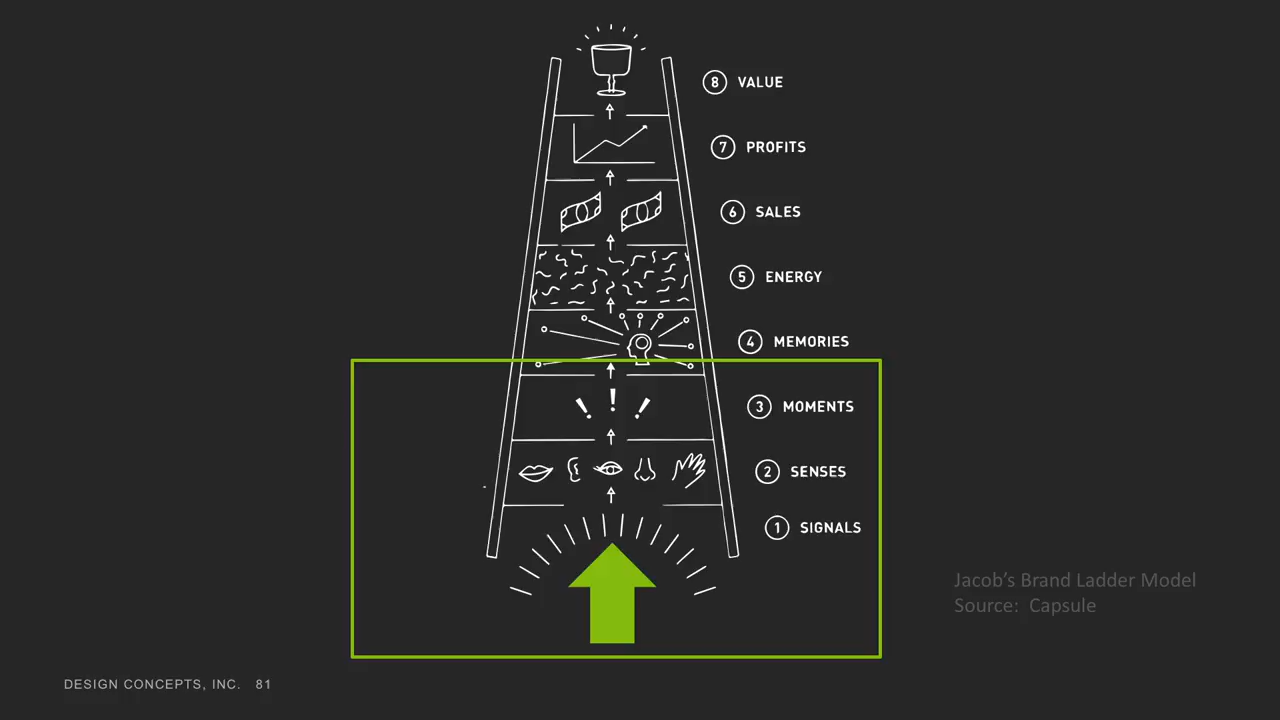 8 VALUE
7 PROFITS
6 SALES
5 ENERGY
4 MEMORIES
3 MOMENTS
2 SENSES
1 SIGNALS
Jacob's Brand Ladder Model
Source: Capsule
DESIGN CONCEPTS, INC. 81